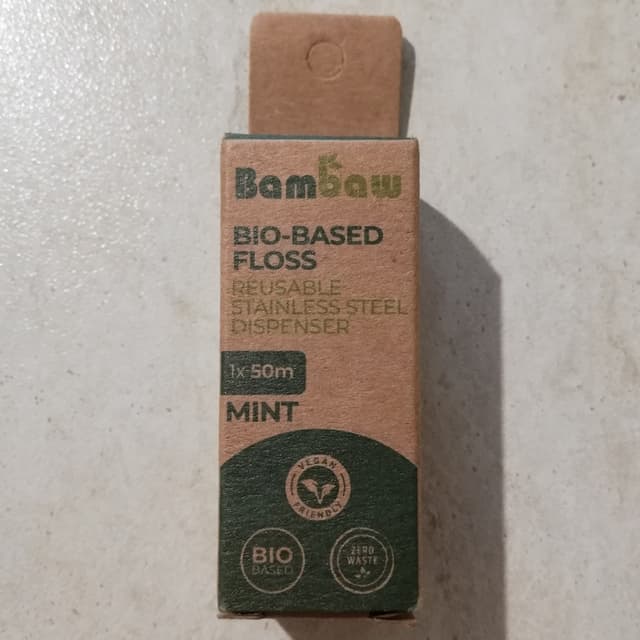 Bambaw
BIO-BASED
FLOSS
REUSABLE
STAINLESS STEEL
DISPENSER
1x 50m
MINT
VEGAN
FRIENDLY
BIO
BASED
ZERO
WASTE